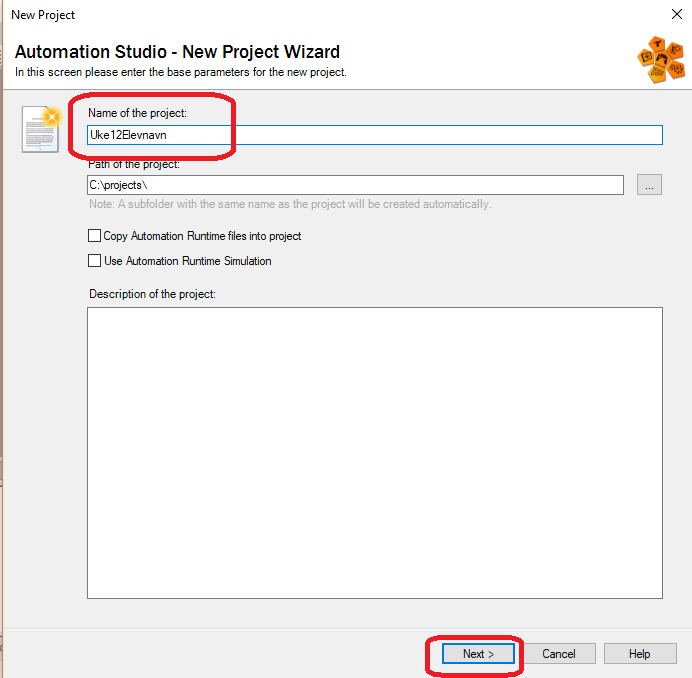 New Project
Automation Studio - New Project Wizard
In this screen please enter the base parameters for the new project.
Name of the project:
Uke12Elevnavn
Path of the project:
C:\projects\
...
Note: A subfolder with the same name as the project will be created automatically.
Copy Automation Runtime files into project
Use Automation Runtime Simulation
Description of the project:
Next >
Cancel
Help